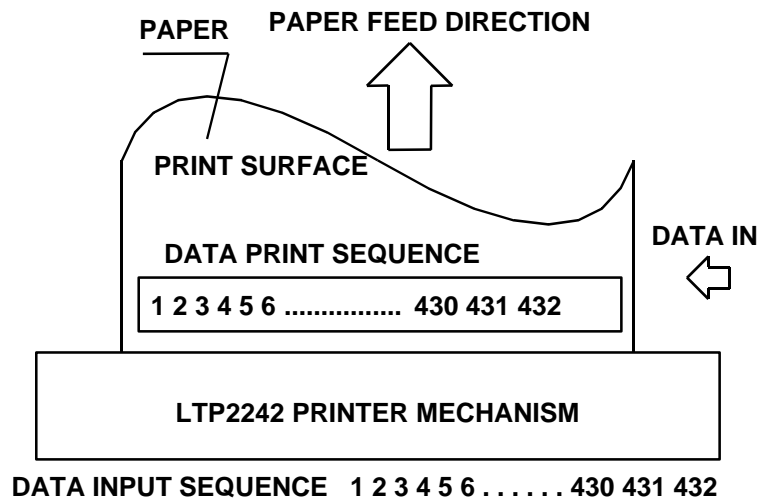 PAPER
PAPER FEED DIRECTION
PRINT SURFACE
DATA IN
DATA PRINT SEQUENCE
1 2 3 4 5 6 ................ 430 431 432
LTP2242 PRINTER MECHANISM
DATA INPUT SEQUENCE 1 2 3 4 5 6 . . . . . . 430 431 432